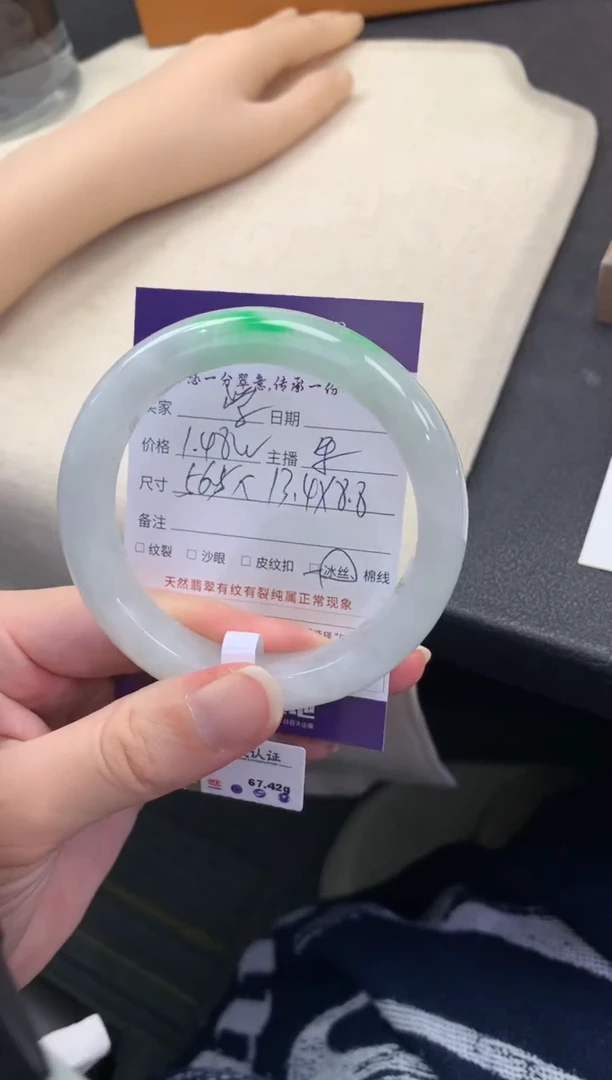 一份翠意,传承一份
家 日期
价格 1.48W 主播
尺寸 56.5 13.4X8.8
备注
□纹裂 □沙眼 □皮纹扣 □冰丝、棉线
天然翡翠有纹有裂纯属正常现象
认证
67.42g